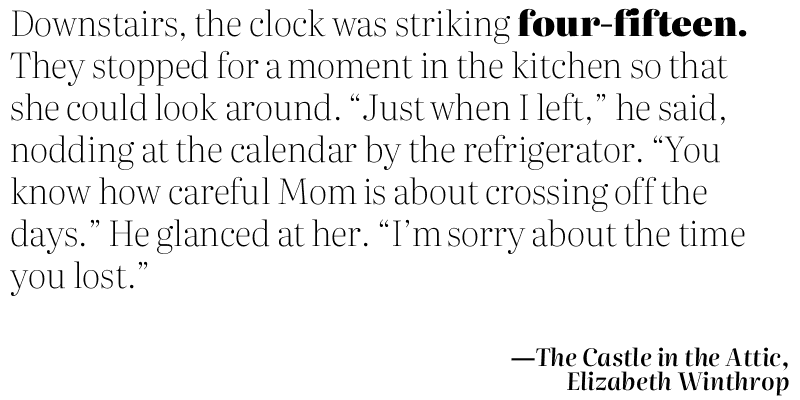 Downstairs, the clock was striking four-fifteen.
They stopped for a moment in the kitchen so that
she could look around. “Just when I left,” he said,
nodding at the calendar by the refrigerator. “You
know how careful Mom is about crossing off the
days.” He glanced at her. “I’m sorry about the time
you lost.”
—The Castle in the Attic,
Elizabeth Winthrop